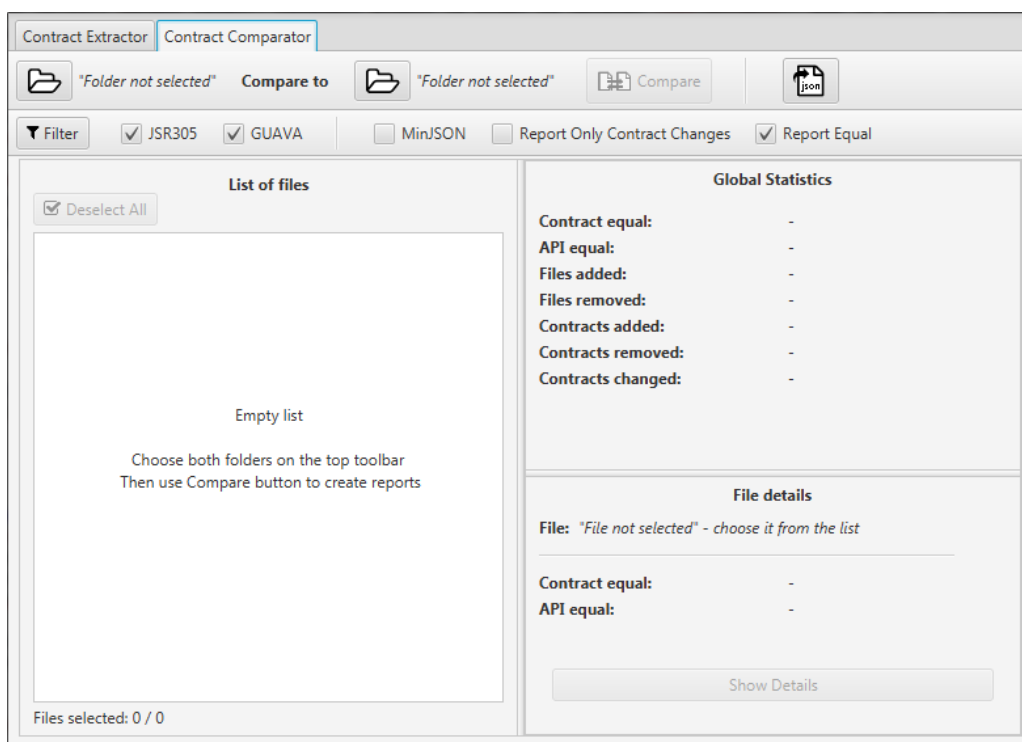 Contract Extractor Contract Comparator
"Folder not selected" Compare to "Folder not selected" Compare json
Filter JSR305 GUAVA MinJSON Report Only Contract Changes Report Equal
List of files
Deselect All
Empty list
Choose both folders on the top toolbar
Then use Compare button to create reports
Files selected: 0 / 0
Global Statistics
Contract equal: -
API equal: -
Files added: -
Files removed: -
Contracts added: -
Contracts removed: -
Contracts changed: -
File details
File: "File not selected" - choose it from the list
Contract equal: -
API equal: -
Show Details